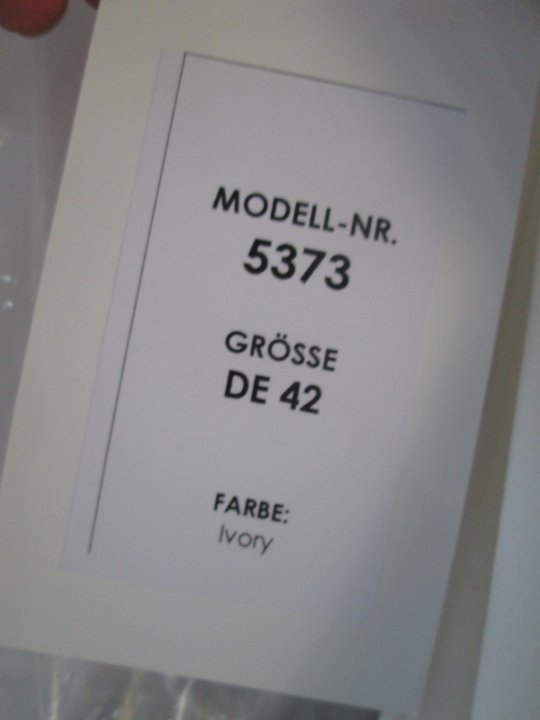 MODELL-NR.
5373
GRÖSSE
DE 42
FARBE:
Ivory